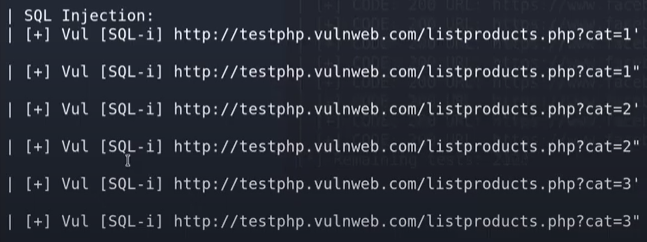 | SQL Injection:
| [+] Vul [SQL-i] http://testphp.vulnweb.com/listproducts.php?cat=1'
| [+] Vul [SQL-i] http://testphp.vulnweb.com/listproducts.php?cat=1"
| [+] Vul [SQL-i] http://testphp.vulnweb.com/listproducts.php?cat=2'
| [+] Vul [SQL-i] http://testphp.vulnweb.com/listproducts.php?cat=2"
| [+] Vul [SQL-i] http://testphp.vulnweb.com/listproducts.php?cat=3'
| [+] Vul [SQL-i] http://testphp.vulnweb.com/listproducts.php?cat=3"